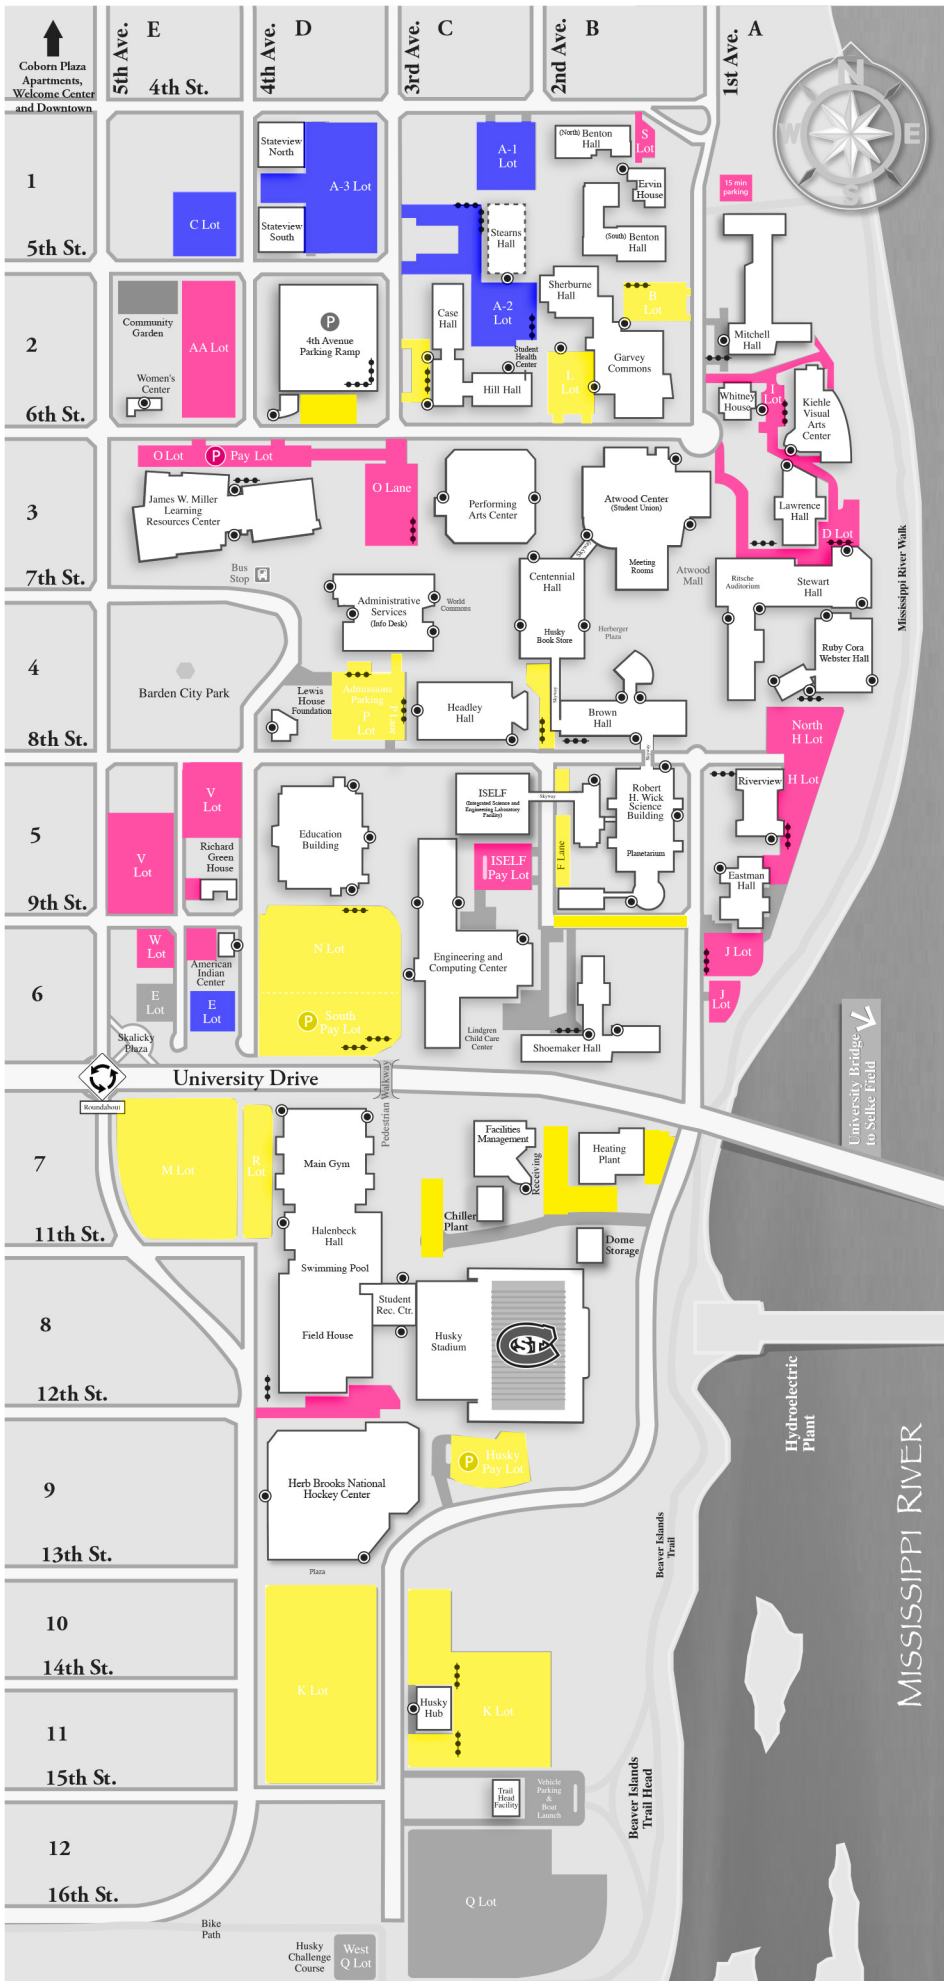 Coborn Plaza
Apartments,
Welcome Center
and Downtown
5th Ave.
E
4th St.
4th Ave.
D
3rd Ave.
C
2nd Ave.
B
1st Ave.
A
N
W
E
S
1
5th St.
C Lot
Stateview
North
A-3 Lot
Stateview
South
A-1
Lot
Stearns
Hall
(North) Benton
Hall
S
Lot
Ervin
House
(South) Benton
Hall
15 min
parking
2
6th St.
Community
Garden
AA Lot
Women's
Center
P
4th Avenue
Parking Ramp
Case
Hall
A-2
Lot
Student
Health
Center
Hill Hall
Sherburne
Hall
B
Lot
L
Lot
Garvey
Commons
Mitchell
Hall
Whitney
House
I
Lot
Kiehle
Visual
Arts
Center
3
7th St.
O Lot
P
Pay Lot
O Lane
James W. Miller
Learning
Resources Center
Bus
Stop
Performing
Arts Center
Atwood Center
(Student Union)
Meeting
Rooms
Skyway
Atwood
Mall
Lawrence
Hall
D Lot
Ritsche
Auditorium
Stewart
Hall
Mississippi River Walk
4
8th St.
Barden City Park
Administrative
Services
(Info Desk)
World
Commons
Centennial
Hall
Husky
Book Store
Herberger
Plaza
Ruby Cora
Webster Hall
Lewis
House
Foundation
Admissions
Parking
P
Lot
Headley
Hall
Skyway
Brown
Hall
Skyway
North
H Lot
H Lot
5
9th St.
V
Lot
V
Lot
Richard
Green
House
Education
Building
ISELF
(Integrated Science and
Engineering Laboratory
Facility)
Skyway
ISELF
Pay Lot
F Lane
Robert
H. Wick
Science
Building
Planetarium
Riverview
Eastman
Hall
6
W
Lot
E
Lot
American
Indian
Center
E
Lot
Skalicky
Plaza
N Lot
P
South
Pay Lot
Engineering and
Computing Center
Lindgren
Child Care
Center
Shoemaker Hall
J Lot
J
Lot
University Bridge
to Selke Field
University Drive
Roundabout
Pedestrian Walkway
7
11th St.
M Lot
R
Lot
Main Gym
Halenbeck
Hall
Swimming Pool
Facilities
Management
Receiving
Chiller
Plant
Heating
Plant
Dome
Storage
8
12th St.
Field House
Student
Rec. Ctr.
Husky
Stadium
Hydroelectric
Plant
9
13th St.
Herb Brooks National
Hockey Center
Plaza
P
Husky
Pay Lot
Beaver Islands
Trail
MISSISSIPPI RIVER
10
14th St.
K Lot
Husky
Hub
K Lot
11
15th St.
Trail
Head
Facility
Vehicle
Parking
&
Boat
Launch
Beaver Islands
Trail Head
12
16th St.
Q Lot
Bike
Path
Husky
Challenge
Course
West
Q Lot